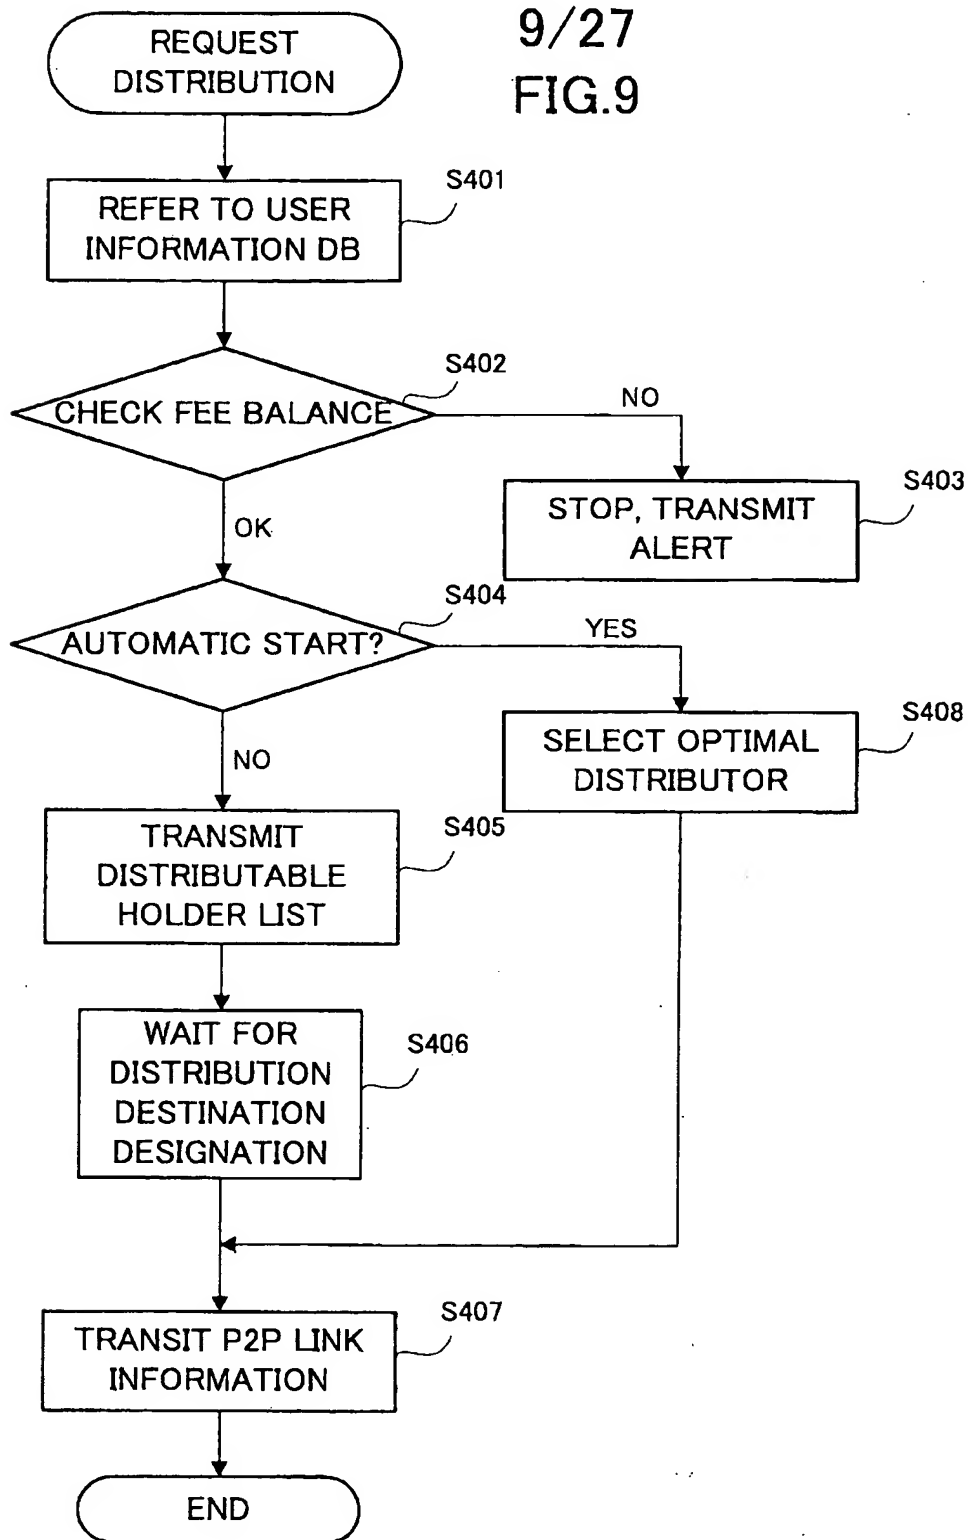 9/27
FIG.9
REQUEST
DISTRIBUTION
S401
REFER TO USER
INFORMATION DB
S402
CHECK FEE BALANCE
NO
S403
STOP, TRANSMIT
ALERT
OK
S404
AUTOMATIC START?
YES
S408
SELECT OPTIMAL
DISTRIBUTOR
NO
S405
TRANSMIT
DISTRIBUTABLE
HOLDER LIST
S406
WAIT FOR
DISTRIBUTION
DESTINATION
DESIGNATION
S407
TRANSIT P2P LINK
INFORMATION
END